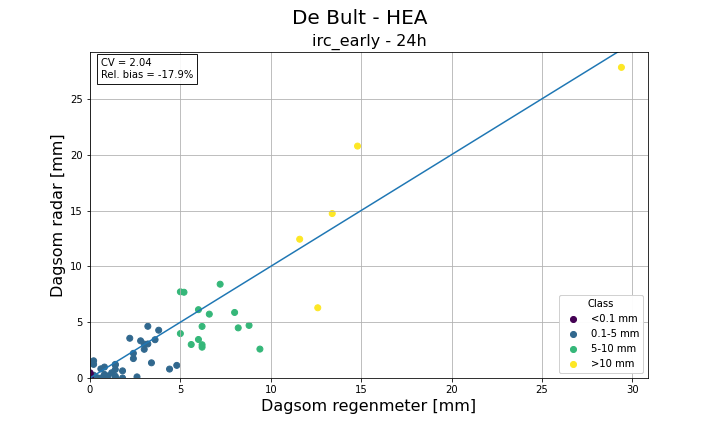 De Bult - HEA
irc_early - 24h
CV = 2.04
Rel. bias = -17.9%
Dagsom radar [mm]
25
20
15
10
5
0
0 5 10 15 20 25 30
Dagsom regenmeter [mm]
Class
<0.1 mm
0.1-5 mm
5-10 mm
>10 mm